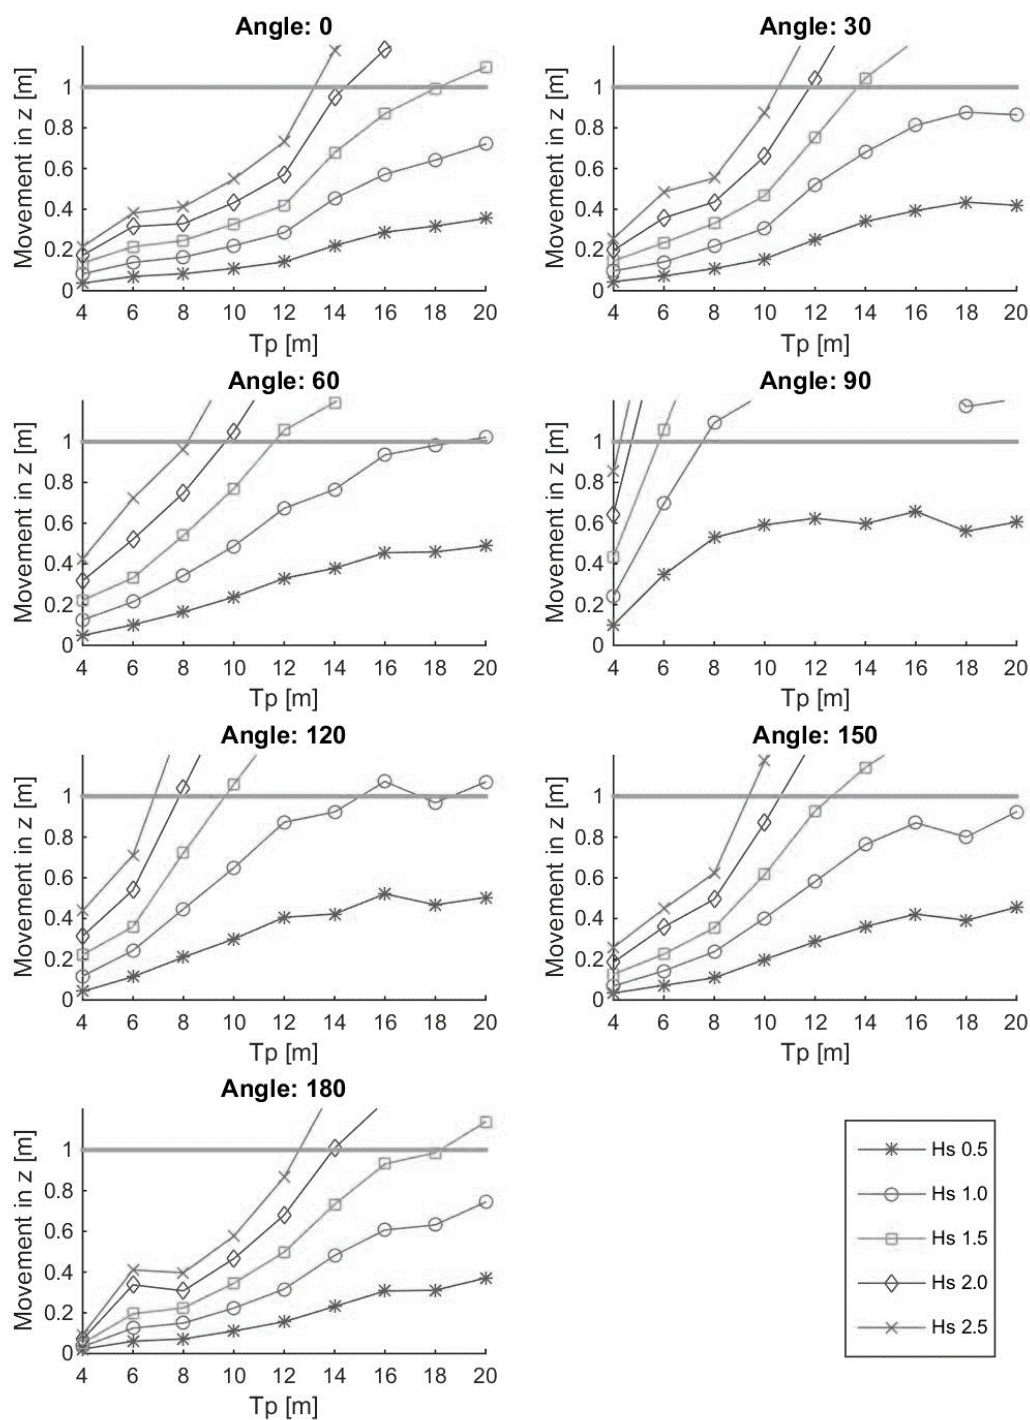 Angle: 0
Movement in z [m]
1
0.8
0.6
0.4
0.2
0
4 6 8 10 12 14 16 18 20
Tp [m]
Angle: 30
Movement in z [m]
1
0.8
0.6
0.4
0.2
0
4 6 8 10 12 14 16 18 20
Tp [m]
Angle: 60
Movement in z [m]
1
0.8
0.6
0.4
0.2
0
4 6 8 10 12 14 16 18 20
Tp [m]
Angle: 90
Movement in z [m]
1
0.8
0.6
0.4
0.2
0
4 6 8 10 12 14 16 18 20
Tp [m]
Angle: 120
Movement in z [m]
1
0.8
0.6
0.4
0.2
0
4 6 8 10 12 14 16 18 20
Tp [m]
Angle: 150
Movement in z [m]
1
0.8
0.6
0.4
0.2
0
4 6 8 10 12 14 16 18 20
Tp [m]
Angle: 180
Movement in z [m]
1
0.8
0.6
0.4
0.2
0
4 6 8 10 12 14 16 18 20
Tp [m]
Hs 0.5
Hs 1.0
Hs 1.5
Hs 2.0
Hs 2.5